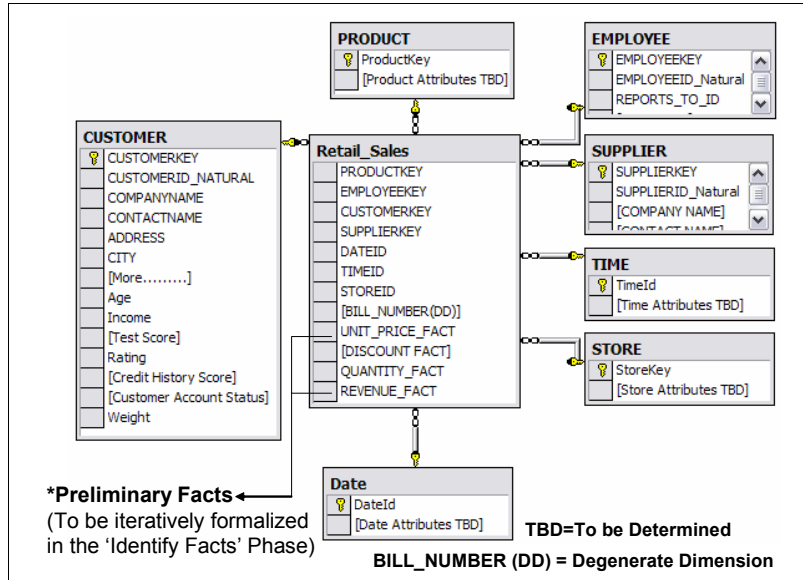 PRODUCT
ProductKey
[Product Attributes TBD]
EMPLOYEE
EMPLOYEEKEY
EMPLOYEEID_Natural
REPORTS_TO_ID
CUSTOMER
CUSTOMERKEY
CUSTOMERID_NATURAL
COMPANYNAME
CONTACTNAME
ADDRESS
CITY
[More.........]
Age
Income
[Test Score]
Rating
[Credit History Score]
[Customer Account Status]
Weight
Retail_Sales
PRODUCTKEY
EMPLOYEEKEY
CUSTOMERKEY
SUPPLIERKEY
DATEID
TIMEID
STOREID
[BILL_NUMBER(DD)]
UNIT_PRICE_FACT
[DISCOUNT FACT]
QUANTITY_FACT
REVENUE_FACT
SUPPLIER
SUPPLIERKEY
SUPPLIERID_Natural
[COMPANY NAME]
[CONTACT NAME]
TIME
TimeId
[Time Attributes TBD]
STORE
StoreKey
[Store Attributes TBD]
Date
DateId
[Date Attributes TBD]
*Preliminary Facts
(To be iteratively formalized
in the ‘Identify Facts’ Phase)
TBD=To be Determined
BILL_NUMBER (DD) = Degenerate Dimension